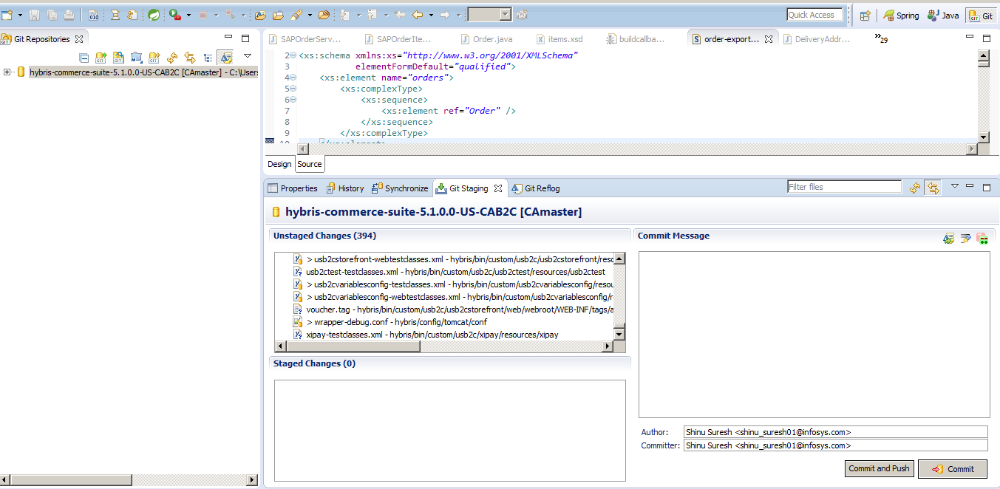 010
Quick Access
Spring
Java
Git
Git Repositories
hybris-commerce-suite-5.1.0.0-US-CAB2C [CAmaster] - C:\Users
SAPOrderServ...
SAPOrderIte...
Order.java
items.xsd
buildcallba...
order-export...
DeliveryAddr...
»29
2 <xs:schema xmlns:xs="http://www.w3.org/2001/XMLSchema"
3 elementFormDefault="qualified">
4 <xs:element name="orders">
5 <xs:complexType>
6 <xs:sequence>
7 <xs:element ref="Order" />
8 </xs:sequence>
9 </xs:complexType>
10 </xs:element>
Design
Source
Properties
History
Synchronize
Git Staging
Git Reflog
Filter files
hybris-commerce-suite-5.1.0.0-US-CAB2C [CAmaster]
Unstaged Changes (394)
> usb2cstorefront-webtestclasses.xml - hybris/bin/custom/usb2c/usb2cstorefront/resc
usb2ctest-testclasses.xml - hybris/bin/custom/usb2c/usb2ctest/resources/usb2ctest
> usb2cvariablesconfig-testclasses.xml - hybris/bin/custom/usb2cvariablesconfig/resou
> usb2cvariablesconfig-webtestclasses.xml - hybris/bin/custom/usb2cvariablesconfig/r
voucher.tag - hybris/bin/custom/usb2c/usb2cstorefront/web/webroot/WEB-INF/tags/a
> wrapper-debug.conf - hybris/config/tomcat/conf
xipay-testclasses.xml - hybris/bin/custom/usb2c/xipay/resources/xipay
Staged Changes (0)
Commit Message
Author:
Shinu Suresh <shinu_suresh01@infosys.com>
Committer:
Shinu Suresh <shinu_suresh01@infosys.com>
Commit and Push
Commit